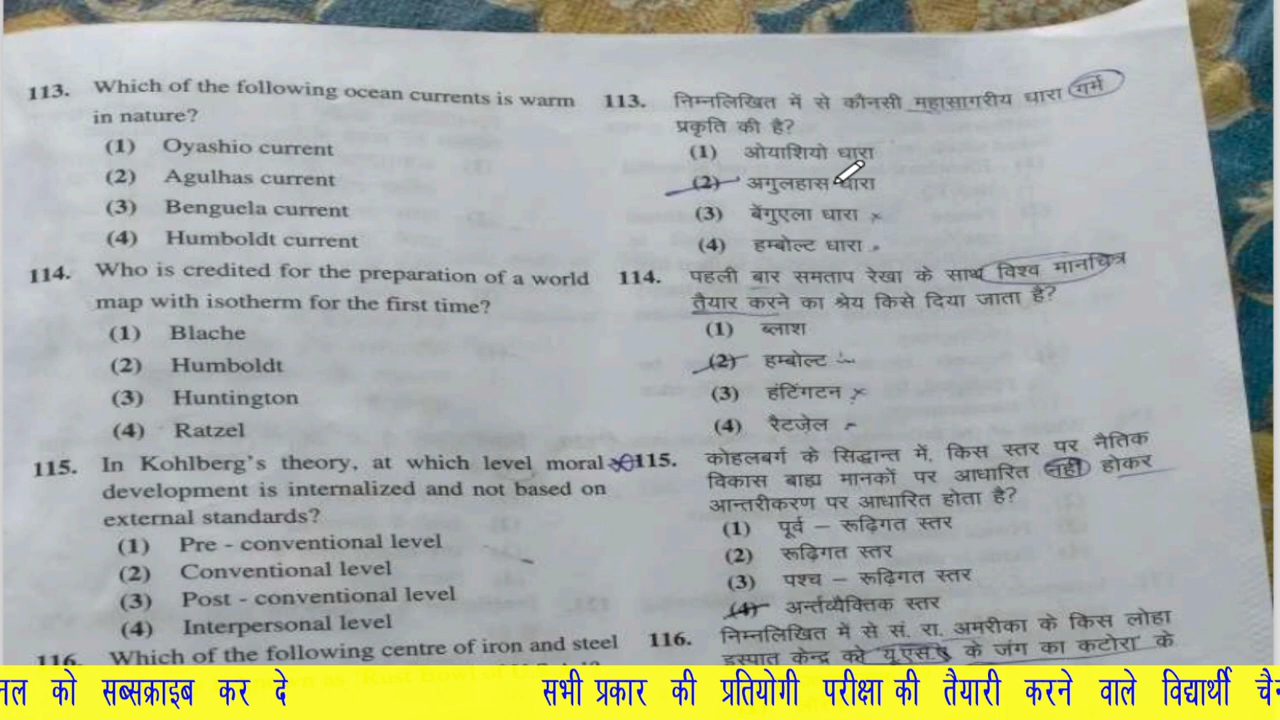 113. Which of the following ocean currents is warm
in nature?
(1) Oyashio current
(2) Agulhas current
(3) Benguela current
(4) Humboldt current
114. Who is credited for the preparation of a world
map with isotherm for the first time?
(1) Blache
(2) Humboldt
(3) Huntington
(4) Ratzel
115. In Kohlberg's theory, at which level moral
development is internalized and not based on
external standards?
(1) Pre - conventional level
(2) Conventional level
(3) Post - conventional level
(4) Interpersonal level
116. Which of the following centre of iron and steel
113. निम्नलिखित में से कौनसी महासागरीय धारा गर्म
प्रकृति की है?
(1) ओयाशियो धारा
(2) अगुलहास धारा
(3) बेंगुएला धारा
(4) हम्बोल्ट धारा
114. पहली बार समताप रेखा के साथ विश्व मानचित्र
तैयार करने का श्रेय किसे दिया जाता है?
(1) ब्लाश
(2) हम्बोल्ट
(3) हंटिंगटन
(4) रैटज़ेल
115. कोहलबर्ग के सिद्धान्त में, किस स्तर पर नैतिक
विकास बाह्य मानकों पर आधारित नहीं होकर
आन्तरीकरण पर आधारित होता है?
(1) पूर्व – रूढ़िगत स्तर
(2) रूढ़िगत स्तर
(3) पश्च – रूढ़िगत स्तर
(4) अर्न्तव्यैक्तिक स्तर
116. निम्नलिखित में से सं. रा. अमरीका के किस लोहा
इस्पात केन्द्र को यूएसए के जंग का कटोरा के
नल को सब्सक्राइब कर दे सभी प्रकार की प्रतियोगी परीक्षा की तैयारी करने वाले विद्यार्थी चै